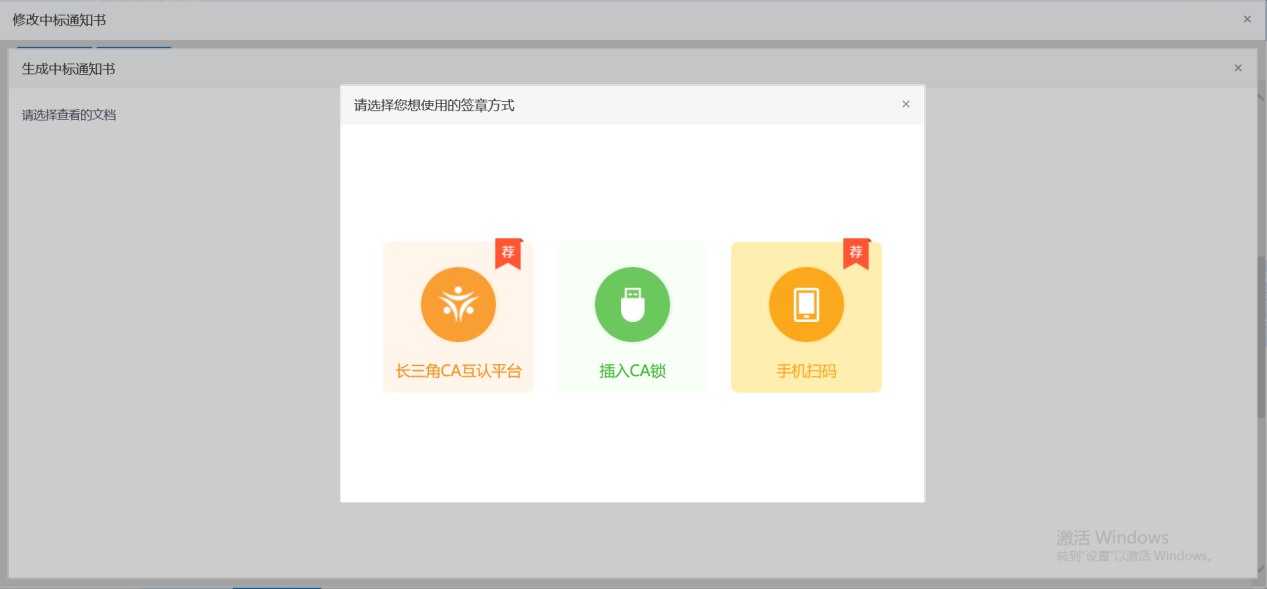 修改中标通知书
×
生成中标通知书
×
请选择查看的文档
请选择您想使用的签章方式
×
荐
荐
长三角CA互认平台
插入CA锁
手机扫码
激活 Windows
转到"设置"以激活 Windows。